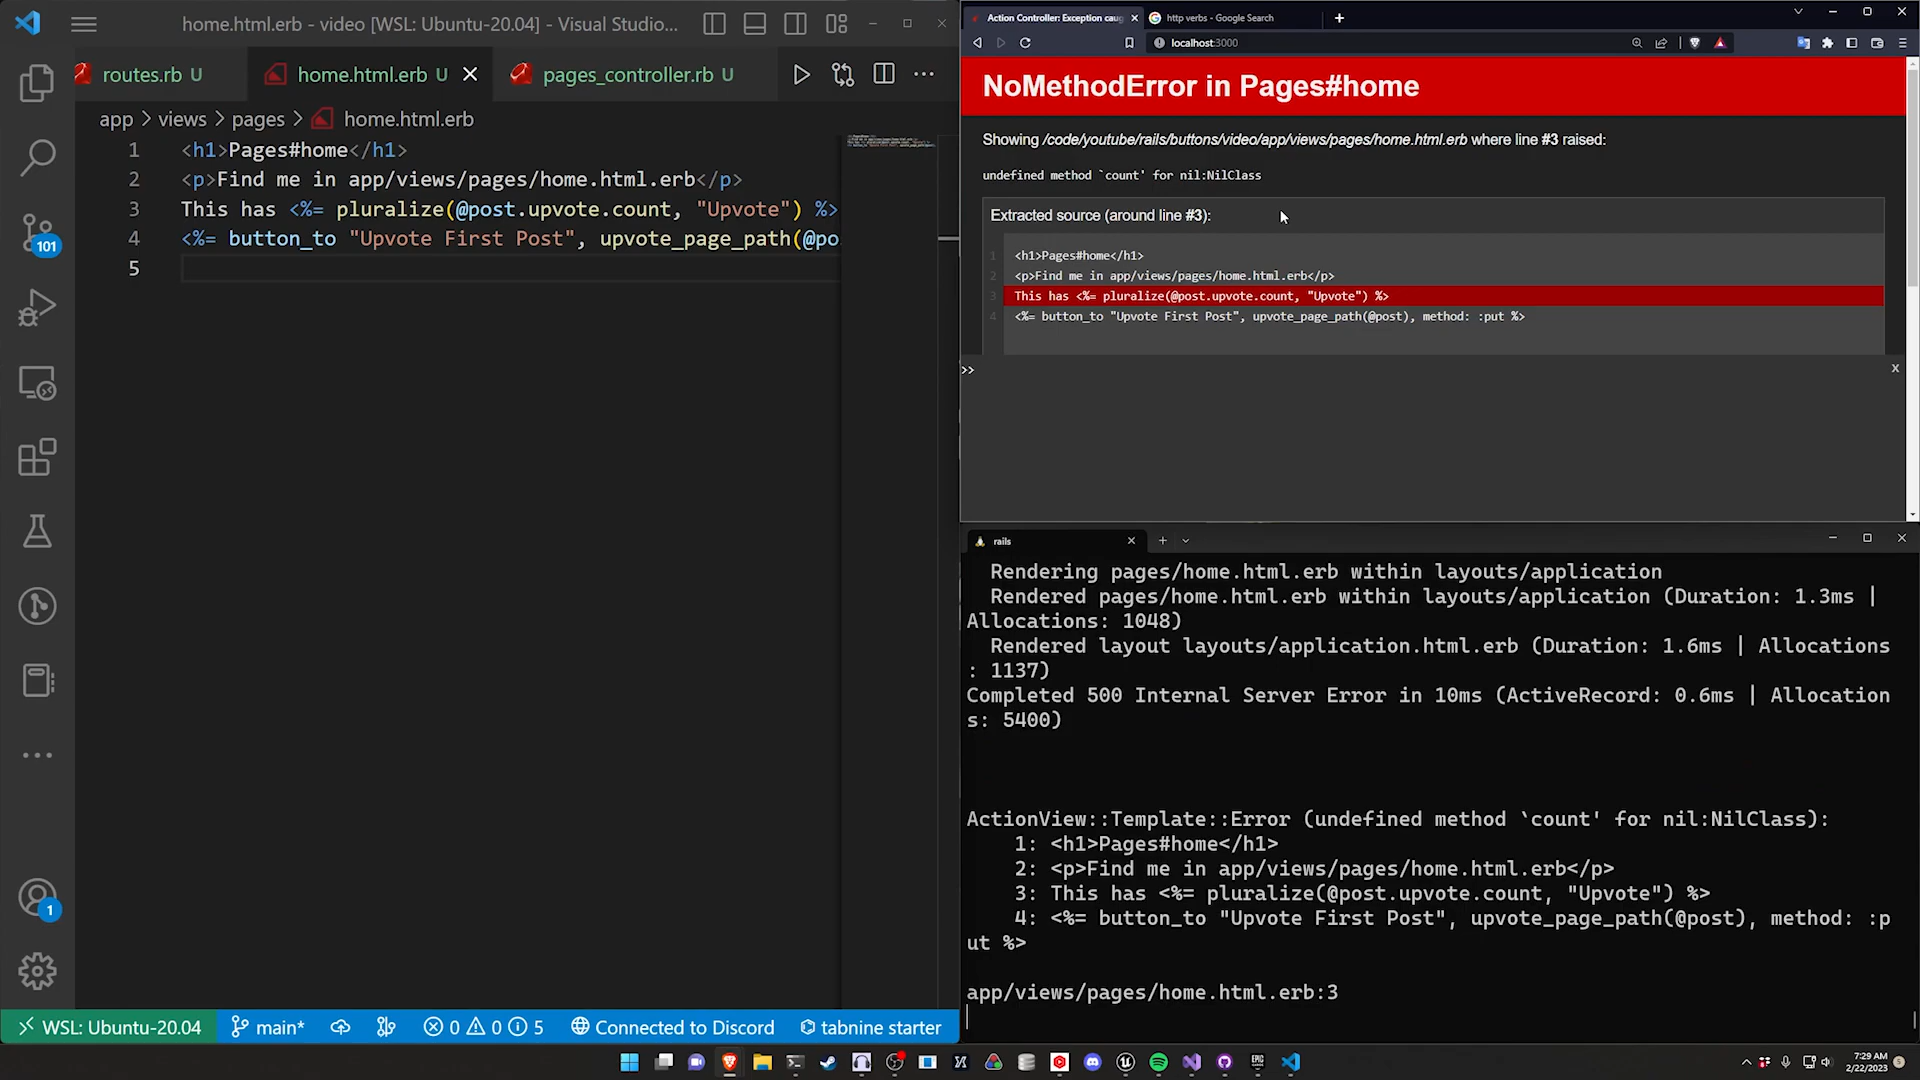 home.html.erb - video [WSL: Ubuntu-20.04] - Visual Studio...
routes.rb U
home.html.erb U
pages_controller.rb U
app > views > pages > home.html.erb
1 <h1>Pages#home</h1>
2 <p>Find me in app/views/pages/home.html.erb</p>
3 This has <%= pluralize(@post.upvote.count, "Upvote") %>
4 <%= button_to "Upvote First Post", upvote_page_path(@po
5
101
1
WSL: Ubuntu-20.04
main*
0 0 5
Connected to Discord
tabnine starter
Action Controller: Exception caug
http verbs - Google Search
localhost:3000
NoMethodError in Pages#home
Showing /code/youtube/rails/buttons/video/app/views/pages/home.html.erb where line #3 raised:
undefined method `count' for nil:NilClass
Extracted source (around line #3):
1 <h1>Pages#home</h1>
2 <p>Find me in app/views/pages/home.html.erb</p>
3 This has <%= pluralize(@post.upvote.count, "Upvote") %>
4 <%= button_to "Upvote First Post", upvote_page_path(@post), method: :put %>
>>
x
rails
Rendering pages/home.html.erb within layouts/application
Rendered pages/home.html.erb within layouts/application (Duration: 1.3ms |
Allocations: 1048)
Rendered layout layouts/application.html.erb (Duration: 1.6ms | Allocations
: 1137)
Completed 500 Internal Server Error in 10ms (ActiveRecord: 0.6ms | Allocation
s: 5400)
ActionView::Template::Error (undefined method `count' for nil:NilClass):
1: <h1>Pages#home</h1>
2: <p>Find me in app/views/pages/home.html.erb</p>
3: This has <%= pluralize(@post.upvote.count, "Upvote") %>
4: <%= button_to "Upvote First Post", upvote_page_path(@post), method: :p
ut %>
app/views/pages/home.html.erb:3
7:29 AM
2/22/2023